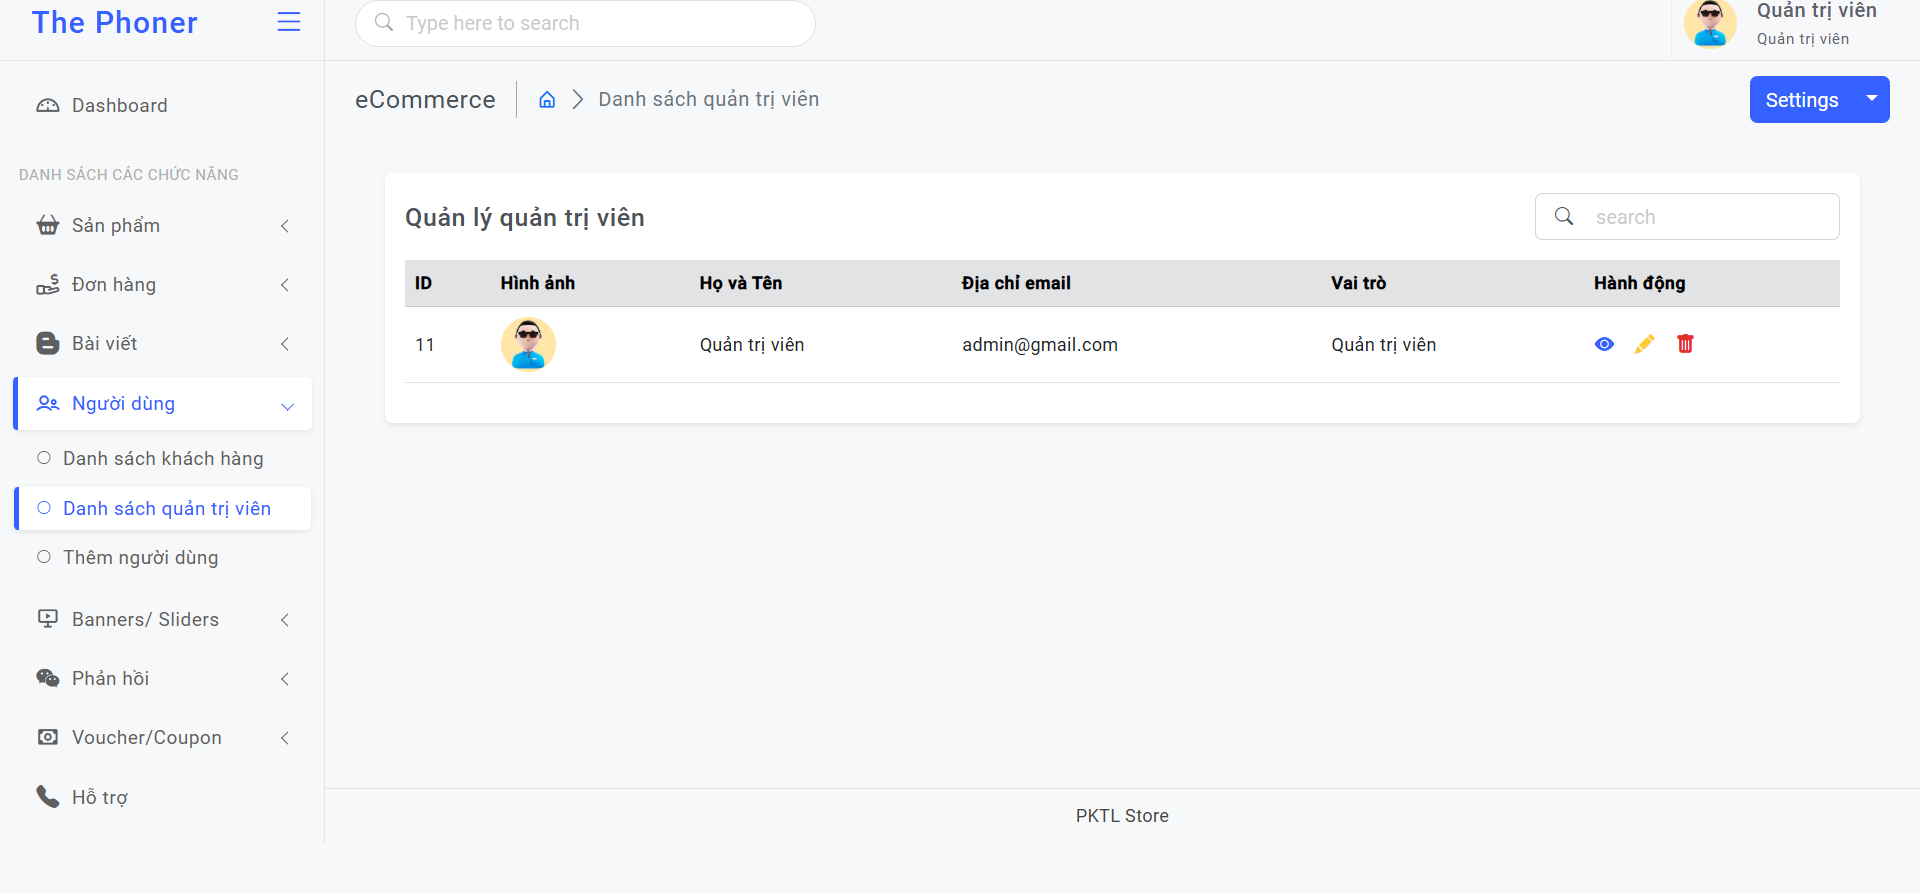 The Phoner
Type here to search
Quản trị viên
Quản trị viên
Dashboard
DANH SÁCH CÁC CHỨC NĂNG
Sản phẩm
Đơn hàng
Bài viết
Người dùng
Danh sách khách hàng
Danh sách quản trị viên
Thêm người dùng
Banners/ Sliders
Phản hồi
Voucher/Coupon
Hỗ trợ
eCommerce
Danh sách quản trị viên
Settings
Quản lý quản trị viên
search
ID Hình ảnh Họ và Tên Địa chỉ email Vai trò Hành động
11 Quản trị viên admin@gmail.com Quản trị viên
PKTL Store